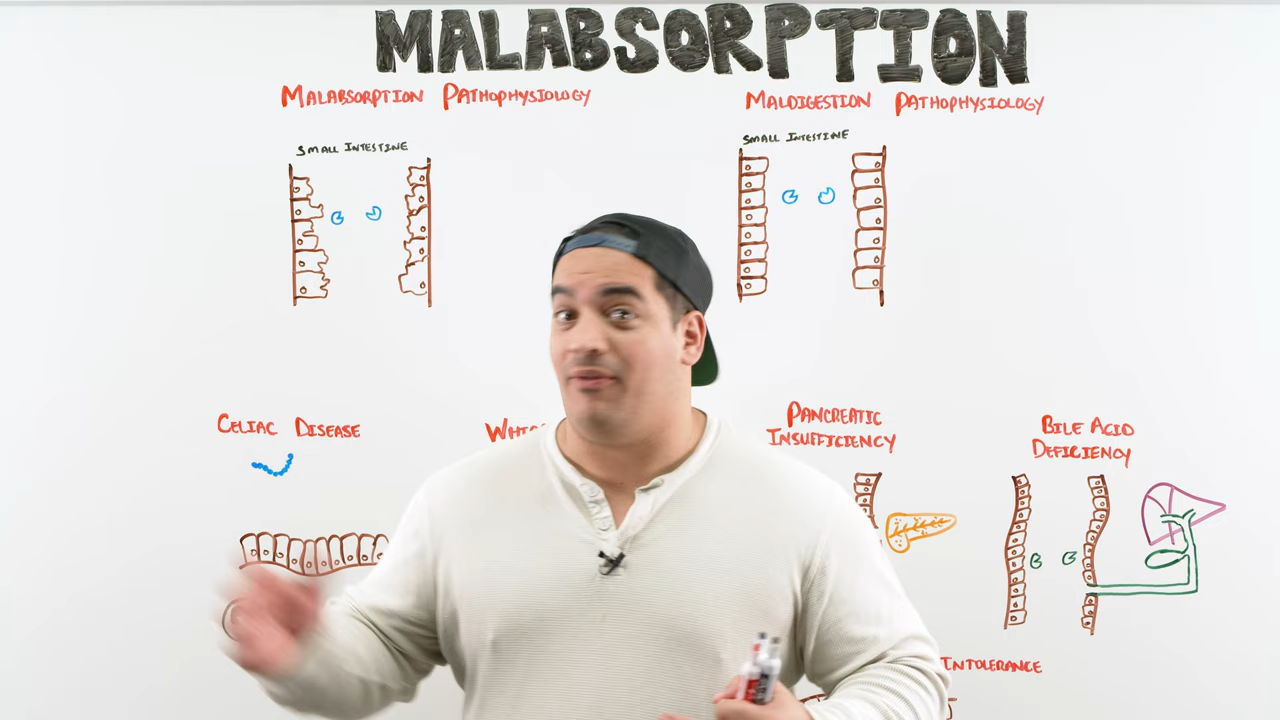 MALABSORPTION
MALABSORPTION PATHOPHYSIOLOGY
SMALL INTESTINE
MALDIGESTION PATHOPHYSIOLOGY
SMALL INTESTINE
CELIAC DISEASE
PANCREATIC
INSUFFICIENCY
BILE ACID
DEFICIENCY
INTOLERANCE